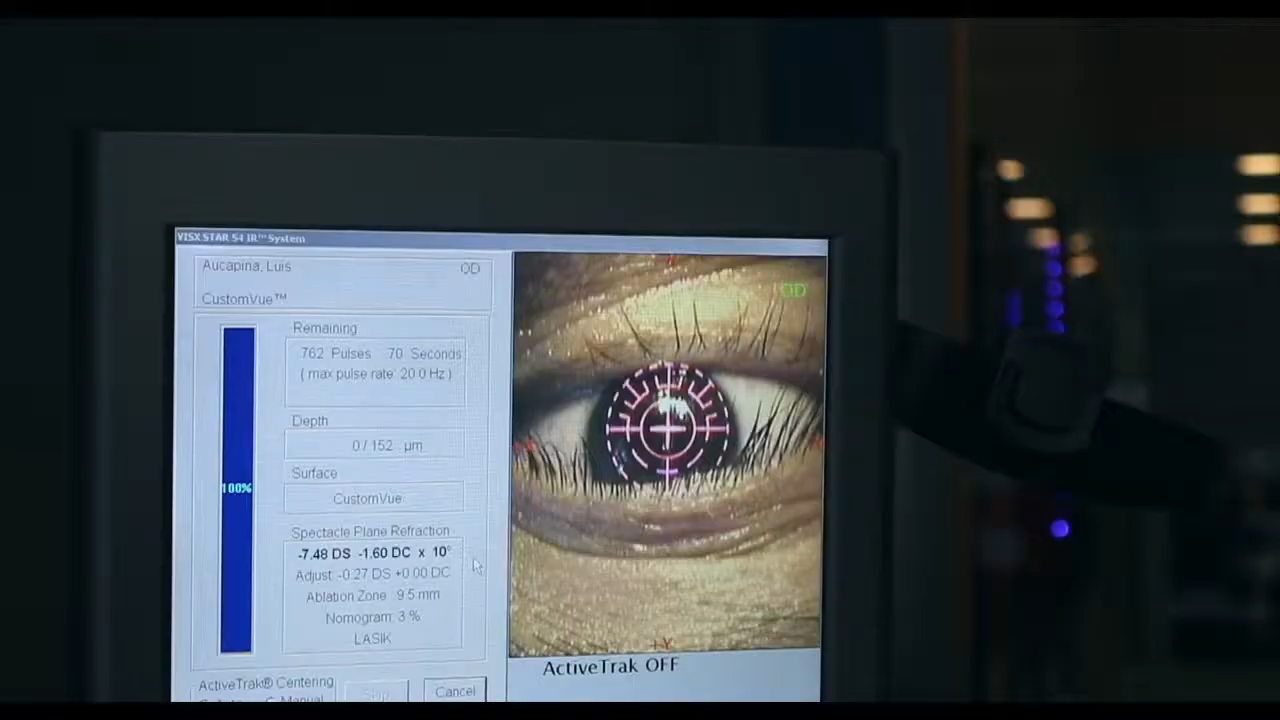 VISX STAR S4 IR™ System
Aucapina, Luis OD
CustomVue™
Remaining
762 Pulses 70 Seconds
( max pulse rate: 20.0 Hz )
Depth
0 / 152 µm
Surface
CustomVue
100%
Spectacle Plane Refraction
-7.48 DS -1.60 DC x 10°
Adjust: -0.27 DS +0.00 DC
Ablation Zone: 9.5 mm
Nomogram: 3 %
LASIK
ActiveTrak® Centering
Manual
Skip
Cancel
OD
+Y
ActiveTrak OFF